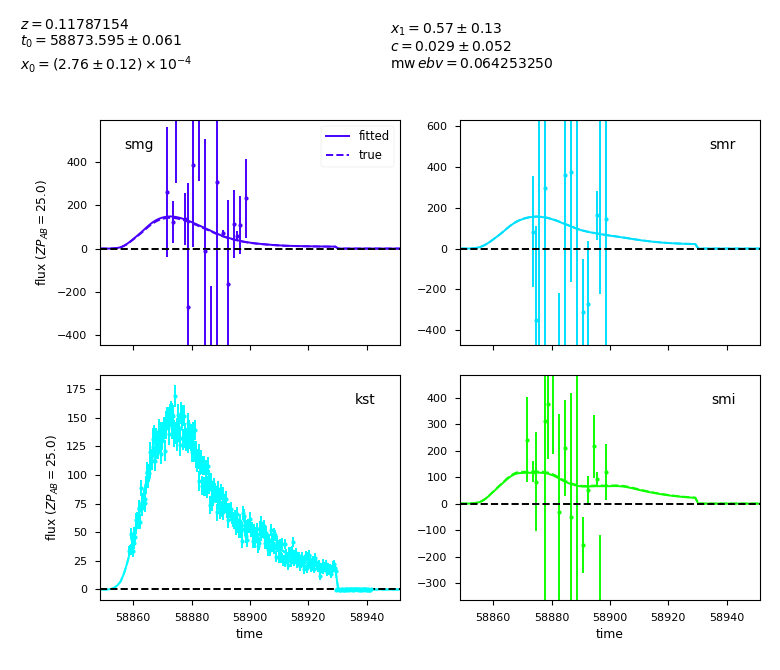 z = 0.11787154
t₀ = 58873.595 ± 0.061
x₀ = (2.76 ± 0.12) × 10⁻⁴
x₁ = 0.57 ± 0.13
c = 0.029 ± 0.052
mw ebv = 0.064253250
smg
fitted
true
400
200
0
−200
−400
flux (ZP_AB = 25.0)
smr
600
400
200
0
−200
−400
kst
175
150
125
100
75
50
25
0
flux (ZP_AB = 25.0)
58860 58880 58900 58920 58940
time
smi
400
300
200
100
0
−100
−200
−300
58860 58880 58900 58920 58940
time